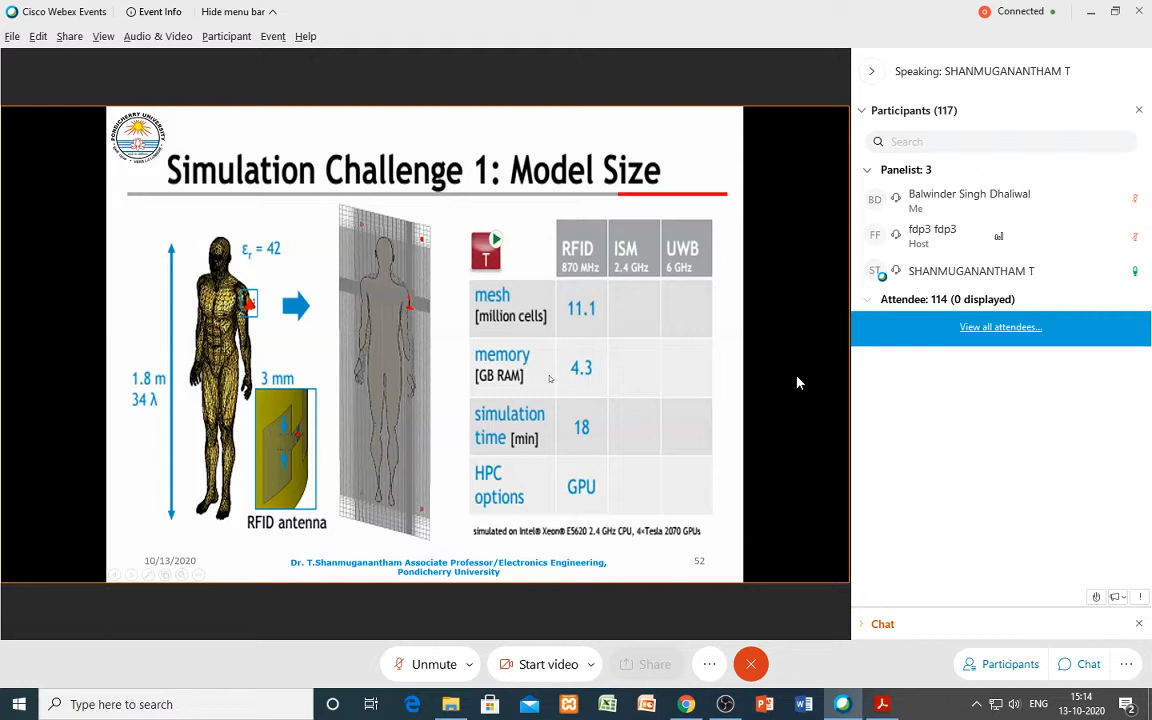 Cisco Webex Events
Event Info
Hide menu bar
Connected
File Edit Share View Audio & Video Participant Event Help
Speaking: SHANMUGANANTHAM T
Participants (117)
Search
Panelist: 3
BD
Balwinder Singh Dhaliwal
Me
FF
fdp3 fdp3
Host
ST
SHANMUGANANTHAM T
Attendee: 114 (0 displayed)
View all attendees...
Chat
PONDICHERRY UNIVERSITY
Simulation Challenge 1: Model Size
εr = 42
1.8 m
34 λ
3 mm
RFID antenna
T
RFID
870 MHz
ISM
2.4 GHz
UWB
6 GHz
mesh
[million cells]
11.1
memory
[GB RAM]
4.3
simulation
time [min]
18
HPC
options
GPU
simulated on Intel® Xeon® E5620 2.4 GHz CPU, 4×Tesla 2070 GPUs
10/13/2020
Dr. T.Shanmuganantham Associate Professor/Electronics Engineering,
Pondicherry University
52
Unmute
Start video
Share
Participants
Chat
Type here to search
ENG
15:14
13-10-2020
2